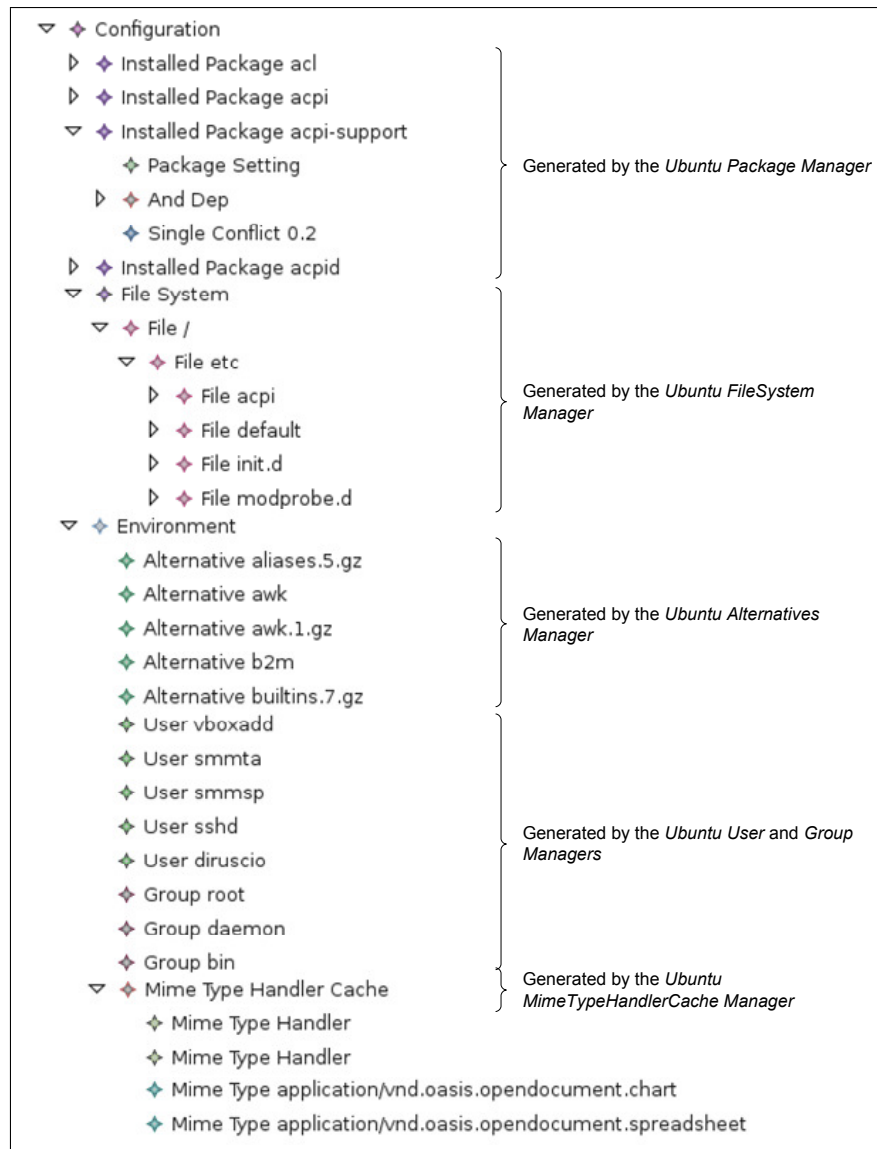 Configuration
Installed Package acl
Installed Package acpi
Installed Package acpi-support
Package Setting
And Dep
Single Conflict 0.2
Installed Package acpid
Generated by the Ubuntu Package Manager
File System
File /
File etc
File acpi
File default
File init.d
File modprobe.d
Generated by the Ubuntu FileSystem
Manager
Environment
Alternative aliases.5.gz
Alternative awk
Alternative awk.1.gz
Alternative b2m
Alternative builtins.7.gz
Generated by the Ubuntu Alternatives
Manager
User vboxadd
User smmta
User smmsp
User sshd
User diruscio
Group root
Group daemon
Group bin
Generated by the Ubuntu User and Group
Managers
Mime Type Handler Cache
Generated by the Ubuntu
MimeTypeHandlerCache Manager
Mime Type Handler
Mime Type Handler
Mime Type application/vnd.oasis.opendocument.chart
Mime Type application/vnd.oasis.opendocument.spreadsheet